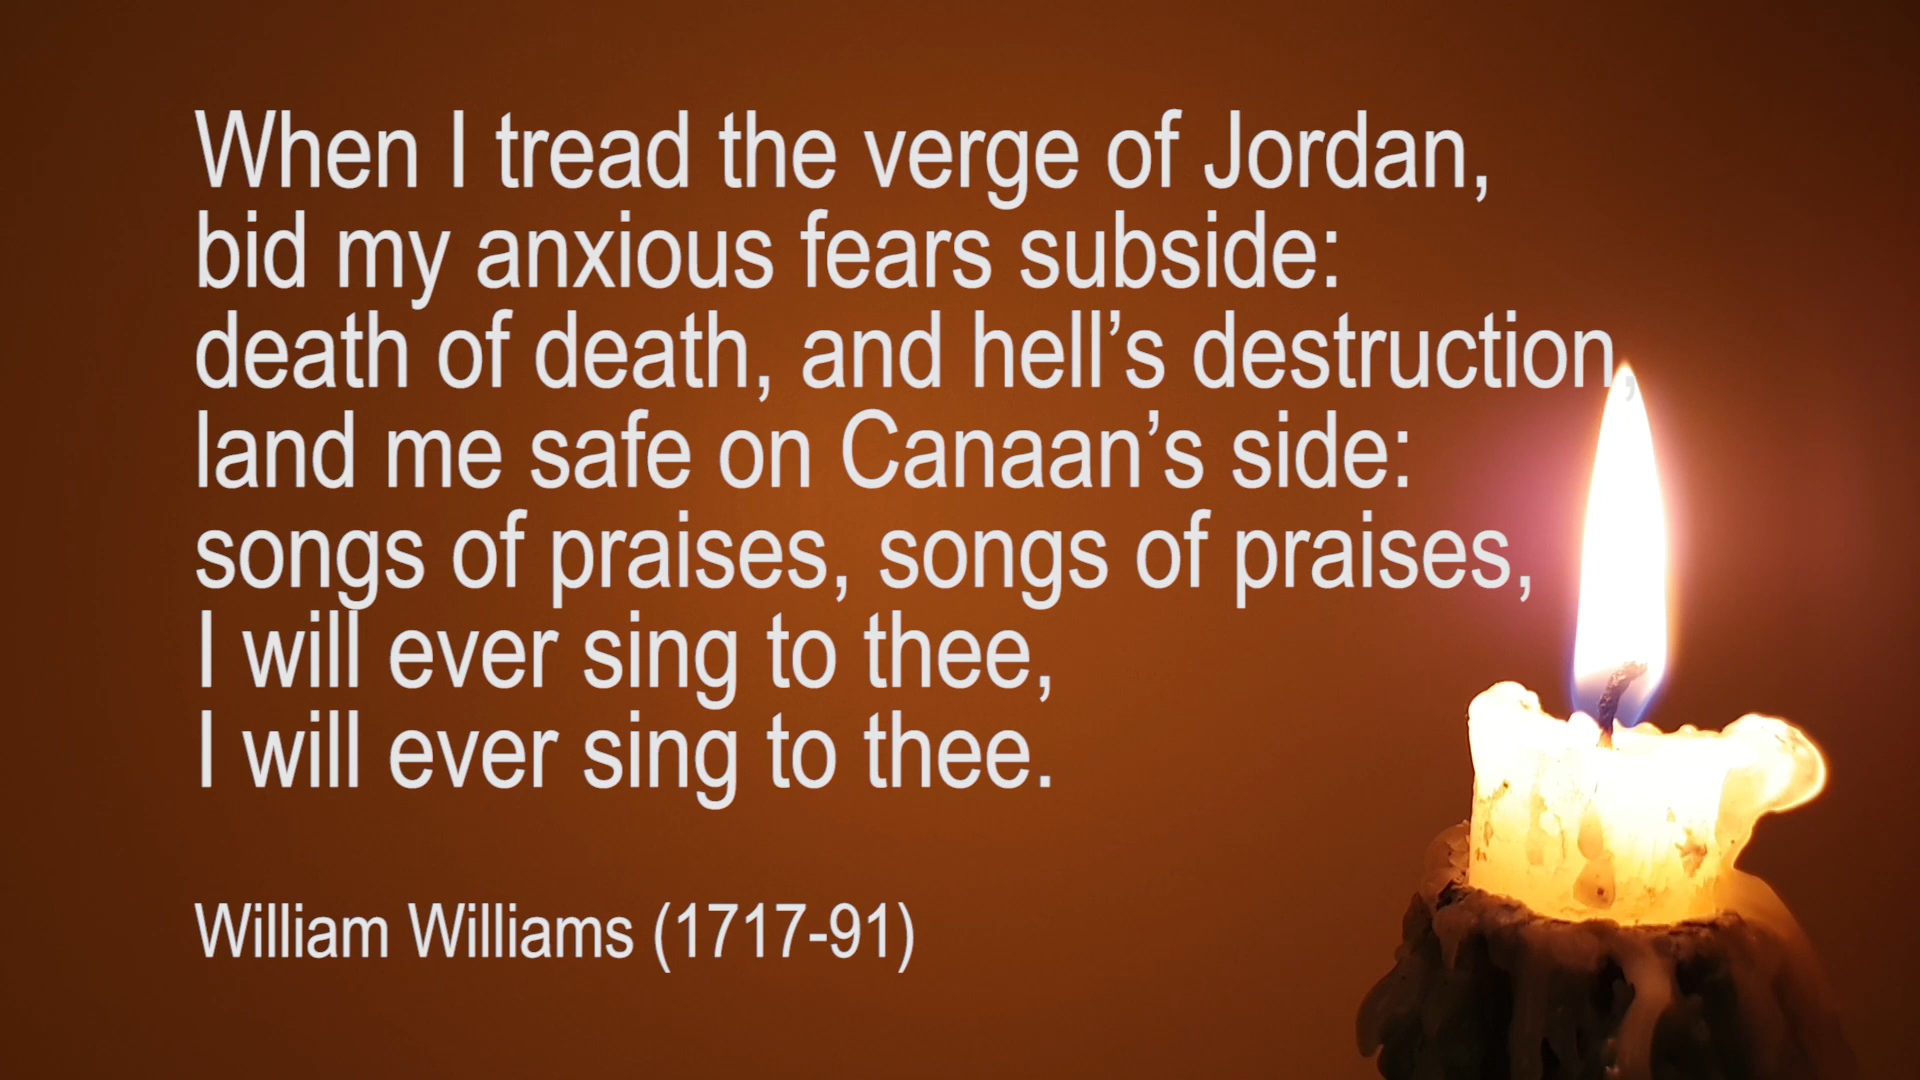 When I tread the verge of Jordan,
bid my anxious fears subside:
death of death, and hell’s destruction,
land me safe on Canaan’s side:
songs of praises, songs of praises,
I will ever sing to thee,
I will ever sing to thee.
William Williams (1717-91)